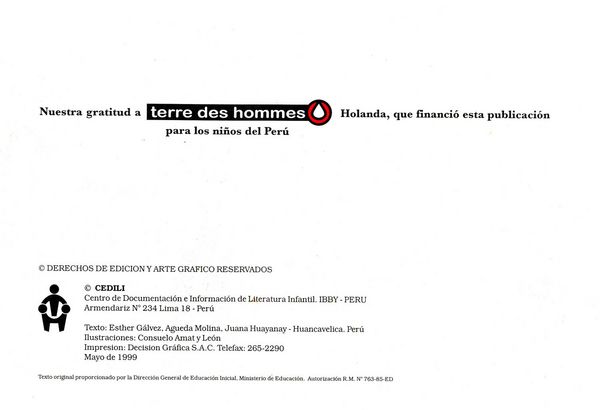 Nuestra gratitud a terre des hommes Holanda, que financió esta publicación
para los niños del Perú
© DERECHOS DE EDICION Y ARTE GRAFICO RESERVADOS
© CEDILI
Centro de Documentación e Información de Literatura Infantil. IBBY - PERU
Armendariz Nº 234 Lima 18 - Perú
Texto: Esther Gálvez, Agueda Molina, Juana Huayanay - Huancavelica. Perú
Ilustraciones: Consuelo Amat y León
Impresion: Decision Gráfica S.A.C. Telefax: 265-2290
Mayo de 1999
Texto original proporcionado por la Dirección General de Educación Inicial, Ministerio de Educación. Autorización R.M. Nº 763-85-ED